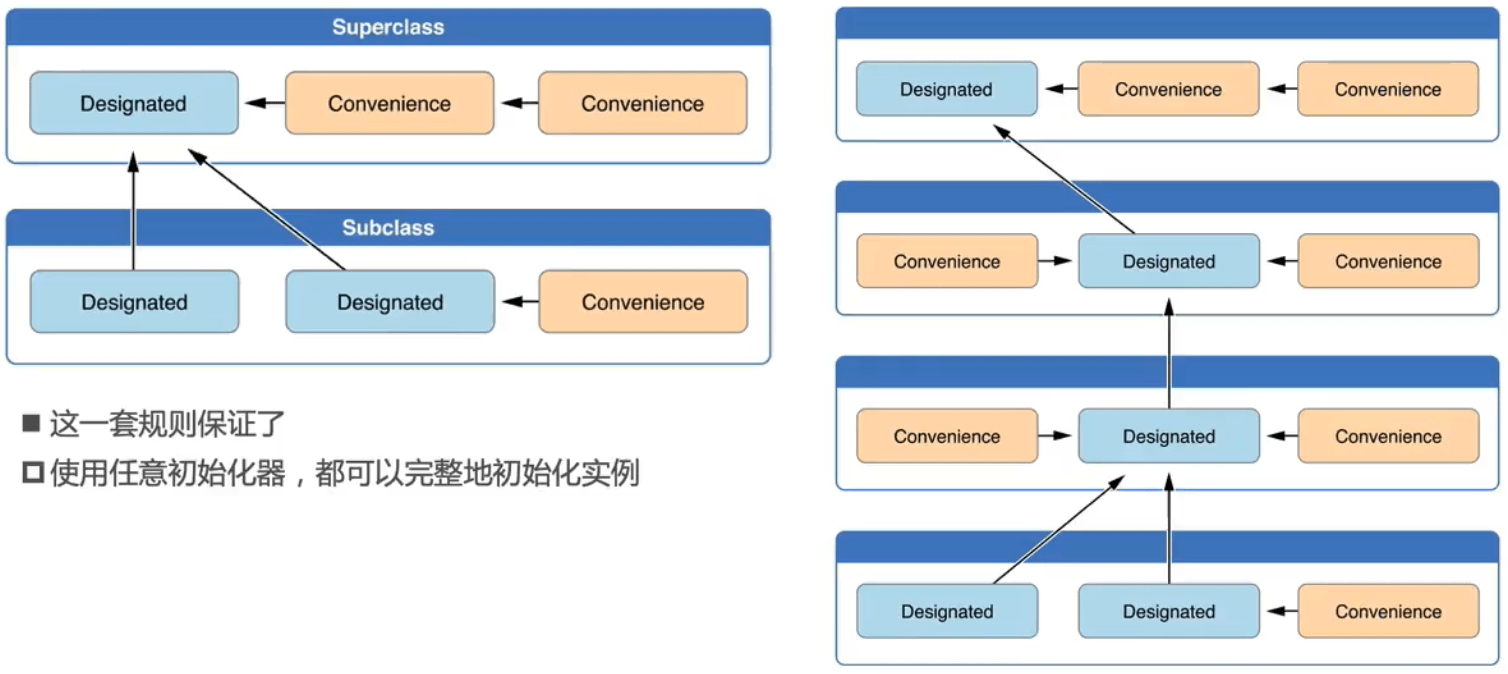 Superclass
Designated
Convenience
Convenience
Subclass
Designated
Designated
Convenience
这一套规则保证了
使用任意初始化器，都可以完整地初始化实例
Designated
Convenience
Convenience
Convenience
Designated
Convenience
Convenience
Designated
Convenience
Designated
Designated
Convenience